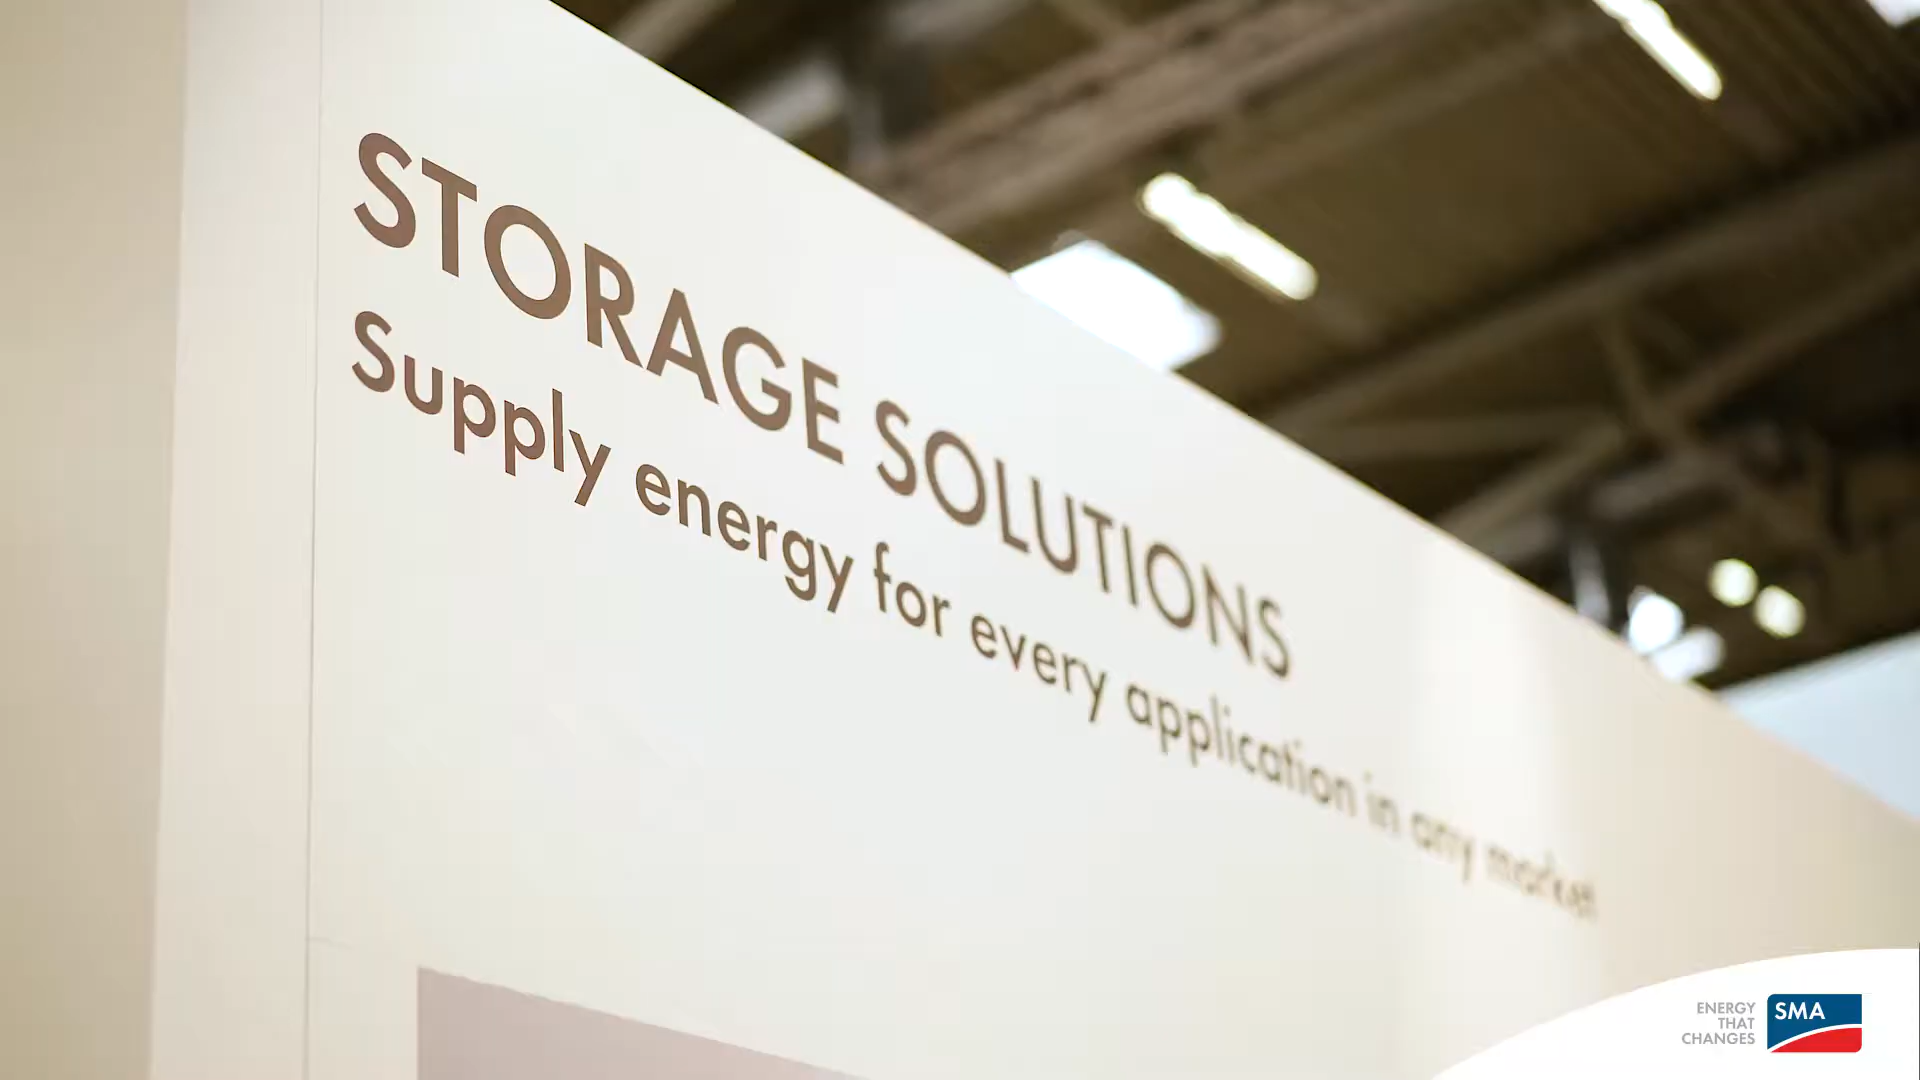 STORAGE SOLUTIONS
Supply energy for every application in any market
ENERGY
THAT
CHANGES
SMA